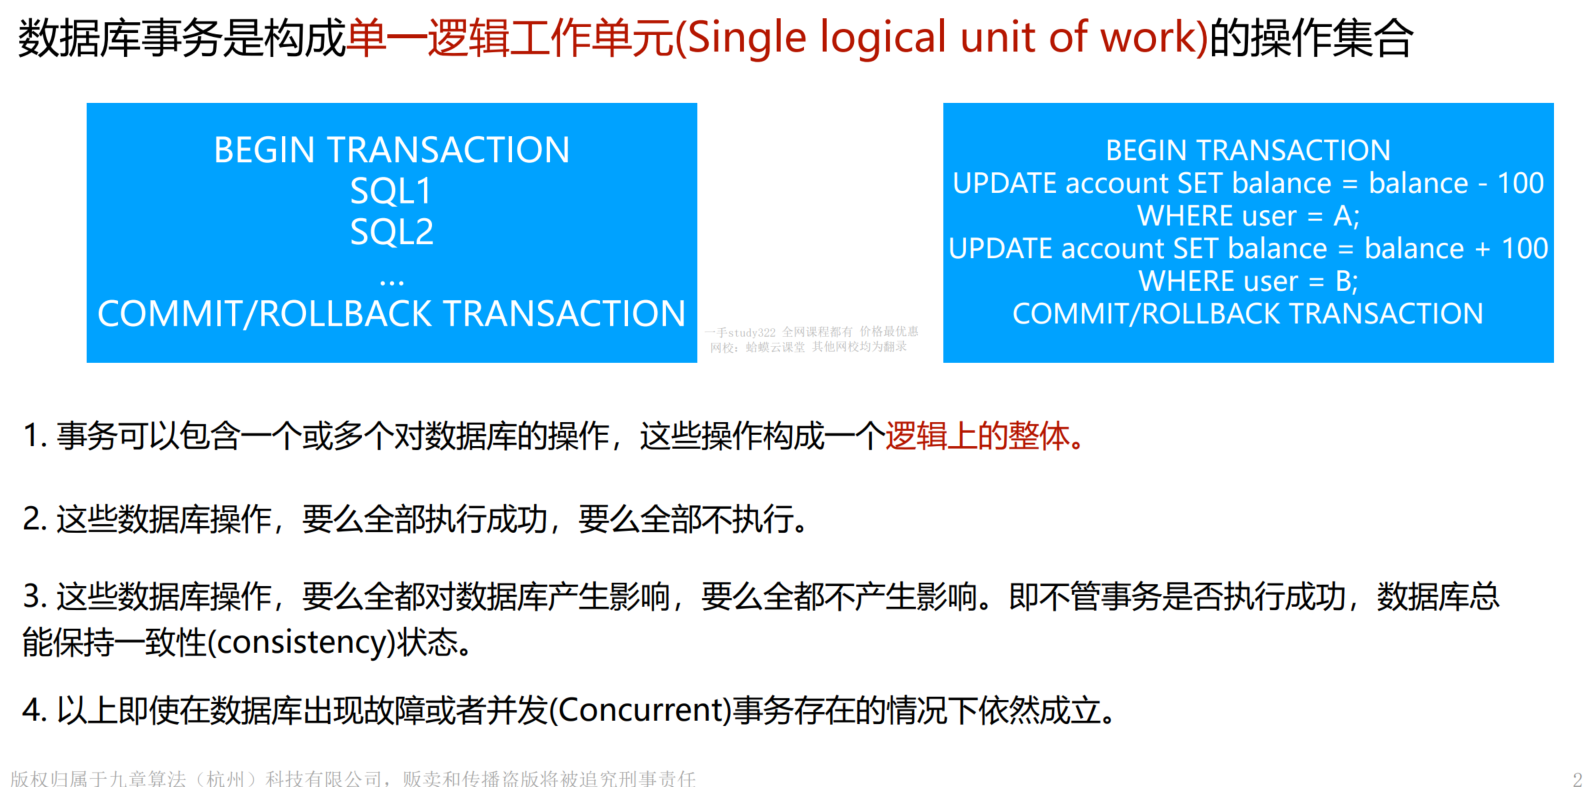 数据库事务是构成单一逻辑工作单元(Single logical unit of work)的操作集合
BEGIN TRANSACTION
SQL1
SQL2
...
COMMIT/ROLLBACK TRANSACTION
BEGIN TRANSACTION
UPDATE account SET balance = balance - 100
WHERE user = A;
UPDATE account SET balance = balance + 100
WHERE user = B;
COMMIT/ROLLBACK TRANSACTION
一手study322 全网课程都有 价格最优惠
网校：蛤蟆云课堂 其他网校均为翻录
1. 事务可以包含一个或多个对数据库的操作，这些操作构成一个逻辑上的整体。
2. 这些数据库操作，要么全部执行成功，要么全部不执行。
3. 这些数据库操作，要么全都对数据库产生影响，要么全都不产生影响。即不管事务是否执行成功，数据库总
能保持一致性(consistency)状态。
4. 以上即使在数据库出现故障或者并发(Concurrent)事务存在的情况下依然成立。
版权归属于九章算法（杭州）科技有限公司，贩卖和传播盗版将被追究刑事责任
2